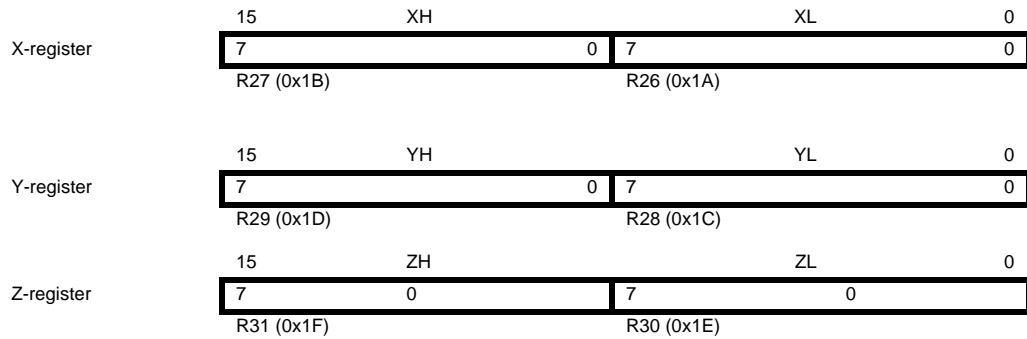 15 XH XL 0
X-register 7 0 7 0
R27 (0x1B) R26 (0x1A)
15 YH YL 0
Y-register 7 0 7 0
R29 (0x1D) R28 (0x1C)
15 ZH ZL 0
Z-register 7 0 7 0
R31 (0x1F) R30 (0x1E)